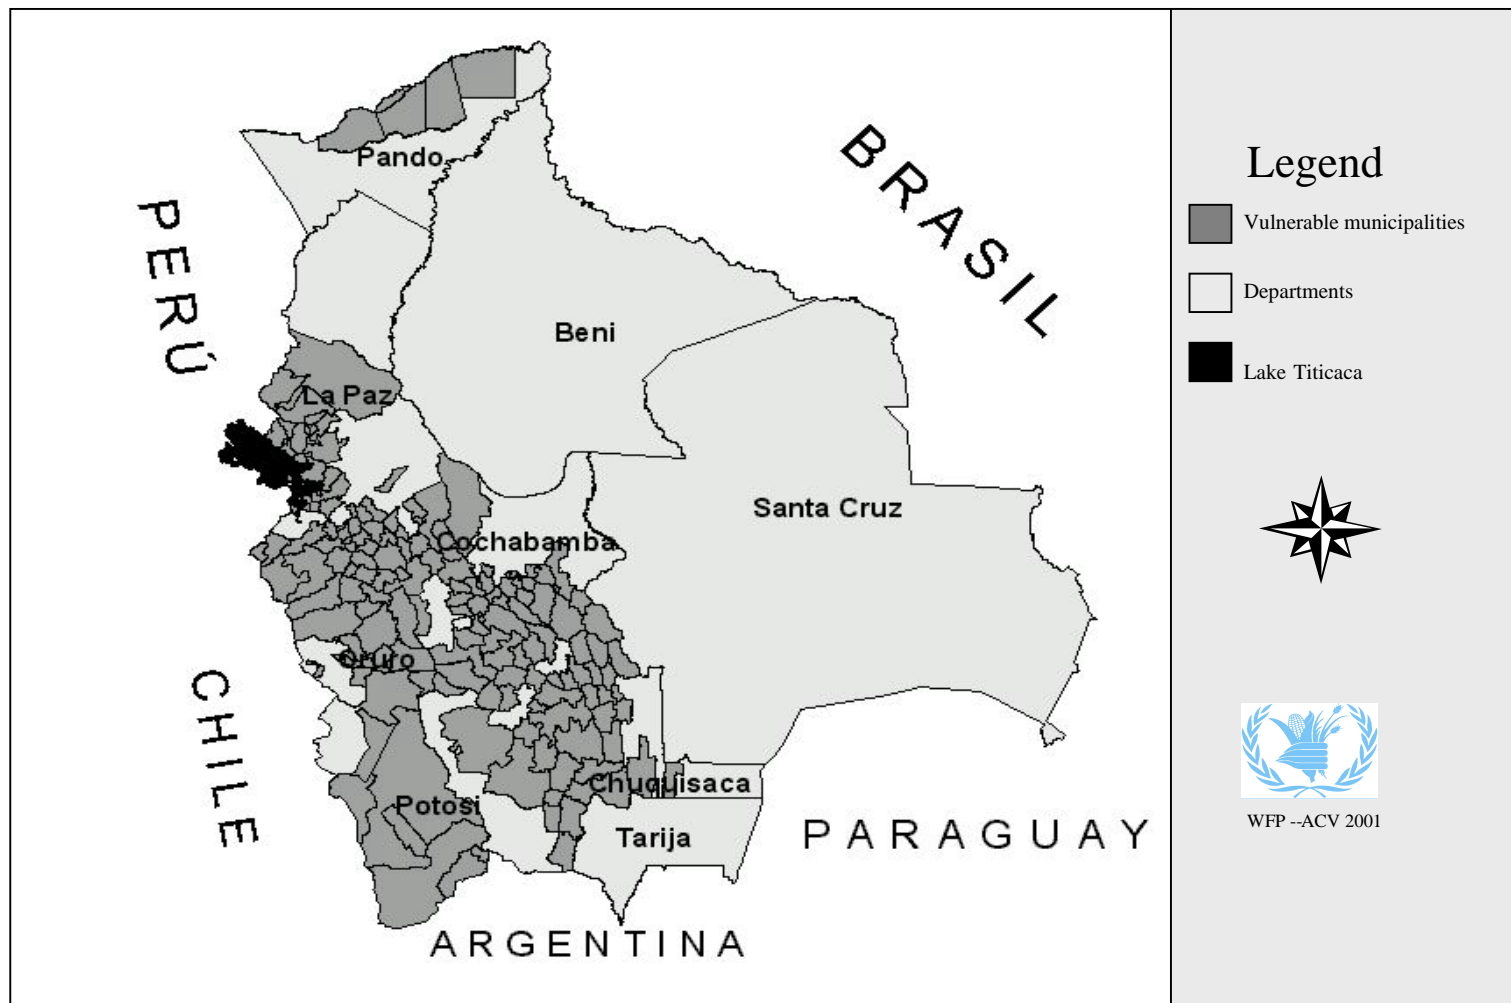 BRASIL
PERÚ
Pando
Beni
La Paz
Santa Cruz
Cochabamba
Oruro
CHILE
Chuquisaca
Potosi
Tarija
PARAGUAY
ARGENTINA
Legend
Vulnerable municipalities
Departments
Lake Titicaca
WFP --ACV 2001